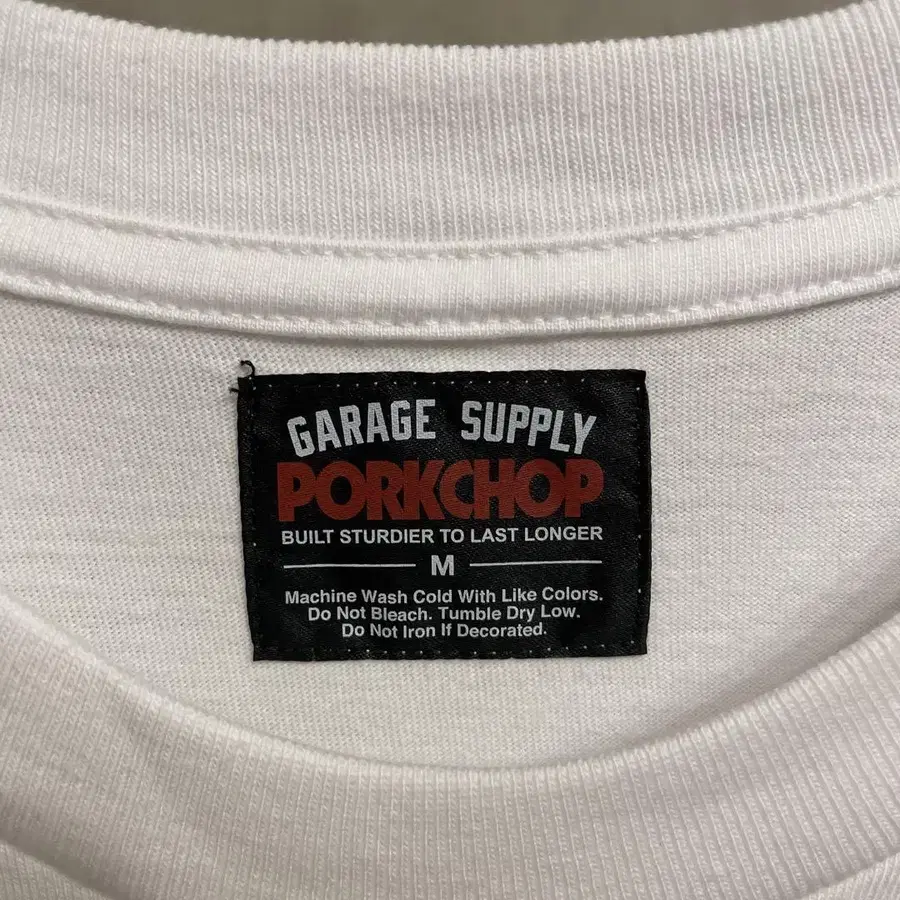 GARAGE SUPPLY
PORKCHOP
BUILT STURDIER TO LAST LONGER
M
Machine Wash Cold With Like Colors.
Do Not Bleach. Tumble Dry Low.
Do Not Iron If Decorated.